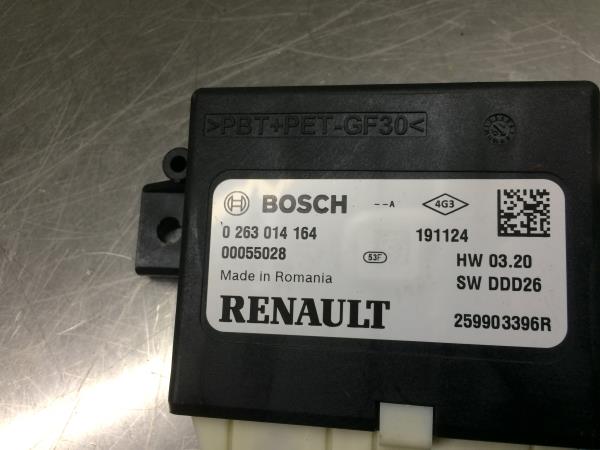 >PBT+PET-GF30<
BOSCH --A 4G3
0 263 014 164 191124
00055028 53F HW 03.20
Made in Romania SW DDD26
RENAULT 259903396R